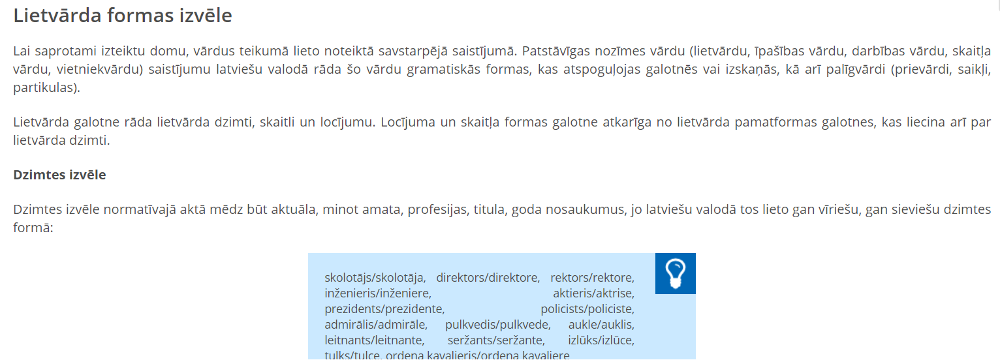 Lietvārda formas izvēle
Lai saprotami izteiktu domu, vārdus teikumā lieto noteiktā savstarpējā saistījumā. Patstāvīgas nozīmes vārdu (lietvārdu, īpašības vārdu, darbības vārdu, skaitļa
vārdu, vietniekvārdu) saistījumu latviešu valodā rāda šo vārdu gramatiskās formas, kas atspoguļojas galotnēs vai izskaņās, kā arī palīgvārdi (prievārdi, saikļi,
partikulas).
Lietvārda galotne rāda lietvārda dzimti, skaitli un locījumu. Locījuma un skaitļa formas galotne atkarīga no lietvārda pamatformas galotnes, kas liecina arī par
lietvārda dzimti.
Dzimtes izvēle
Dzimtes izvēle normatīvajā aktā mēdz būt aktuāla, minot amata, profesijas, titula, goda nosaukumus, jo latviešu valodā tos lieto gan vīriešu, gan sieviešu dzimtes
formā:
skolotājs/skolotāja, direktors/direktore, rektors/rektore,
inženieris/inženiere, aktieris/aktrise,
prezidents/prezidente, policists/policiste,
admirālis/admirāle, pulkvedis/pulkvede, aukle/auklis,
leitnants/leitnante, seržants/seržante, izlūks/izlūce,
tulks/tulce, ordeņa kavalieris/ordeņa kavaliere